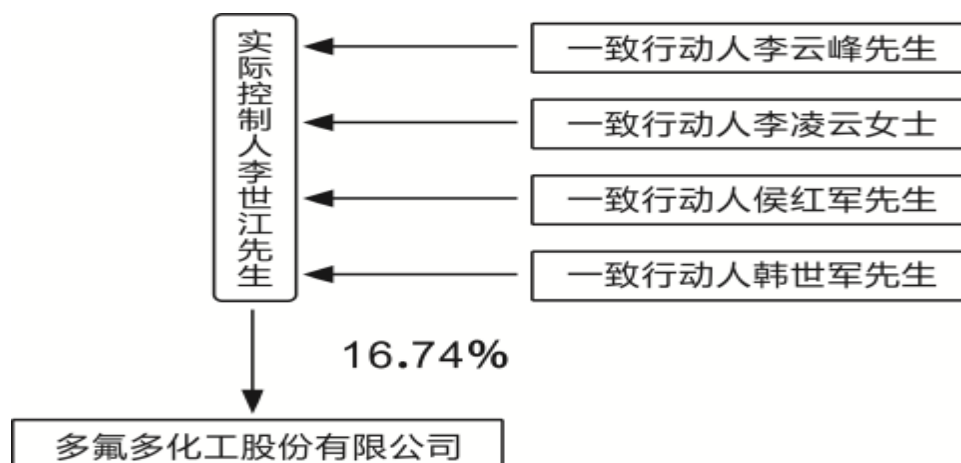 实际控制人李世江先生
一致行动人李云峰先生
一致行动人李凌云女士
一致行动人侯红军先生
一致行动人韩世军先生
16.74%
多氟多化工股份有限公司